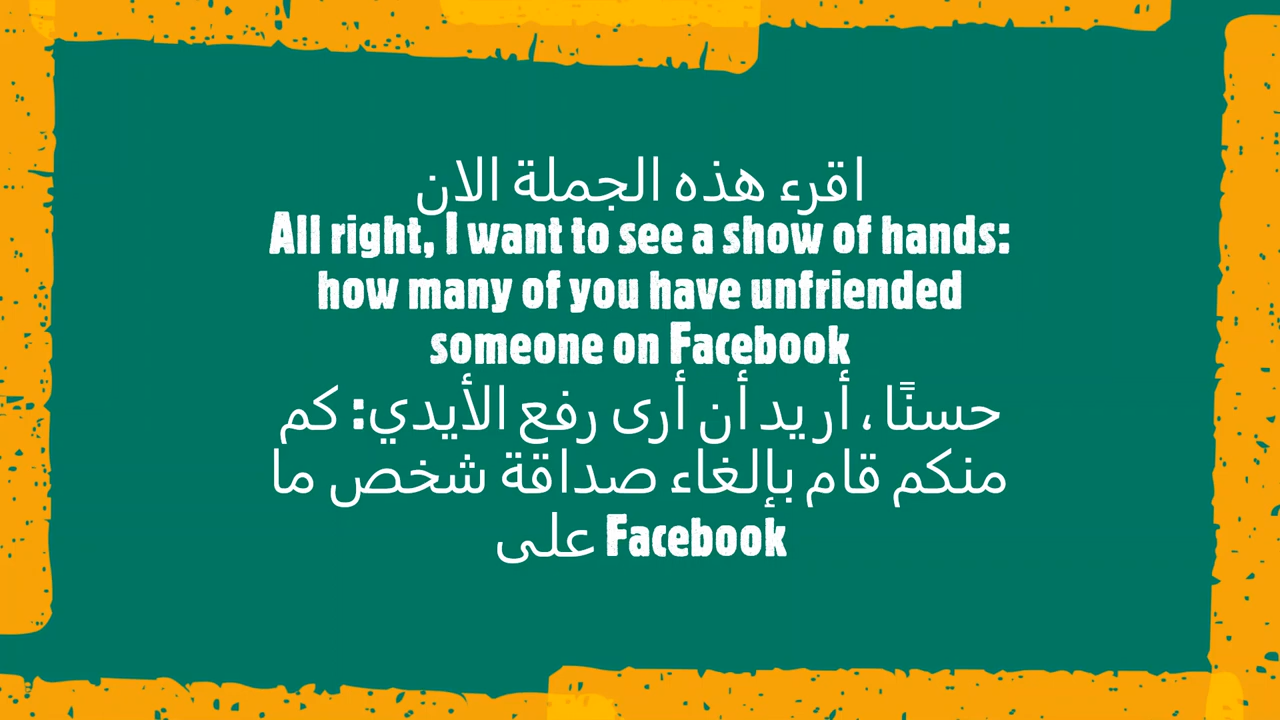 اقرء هذه الجملة الان
All right, I want to see a show of hands:
how many of you have unfriended
someone on Facebook
حسنًا، أريد أن أرى رفع الأيدي: كم
منكم قام بإلغاء صداقة شخص ما
على Facebook